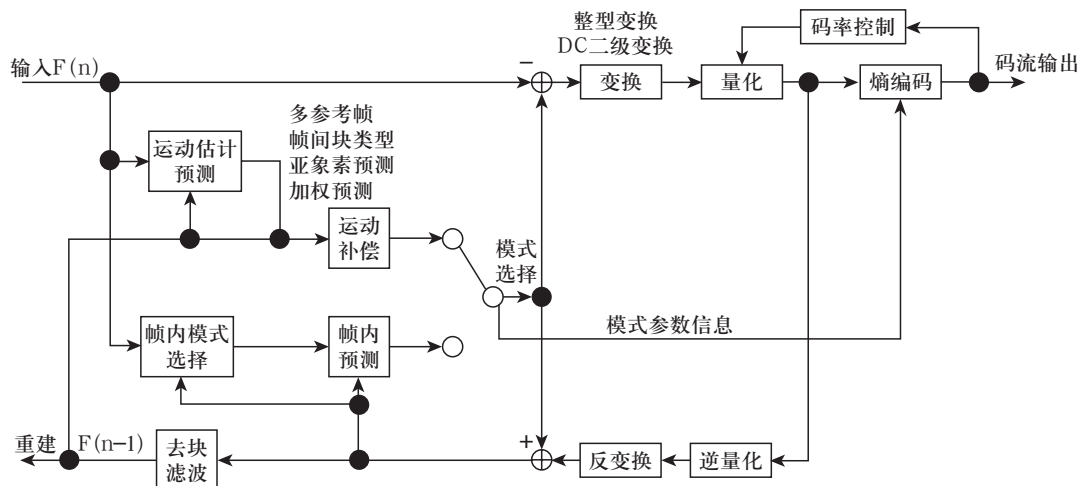 整型变换
DC二级变换
码率控制
输入F(n)
−
变换
量化
熵编码
码流输出
多参考帧
帧间块类型
亚象素预测
加权预测
运动估计
预测
运动
补偿
模式
选择
模式参数信息
帧内模式
选择
帧内
预测
重建
F(n−1)
去块
滤波
+
反变换
逆量化